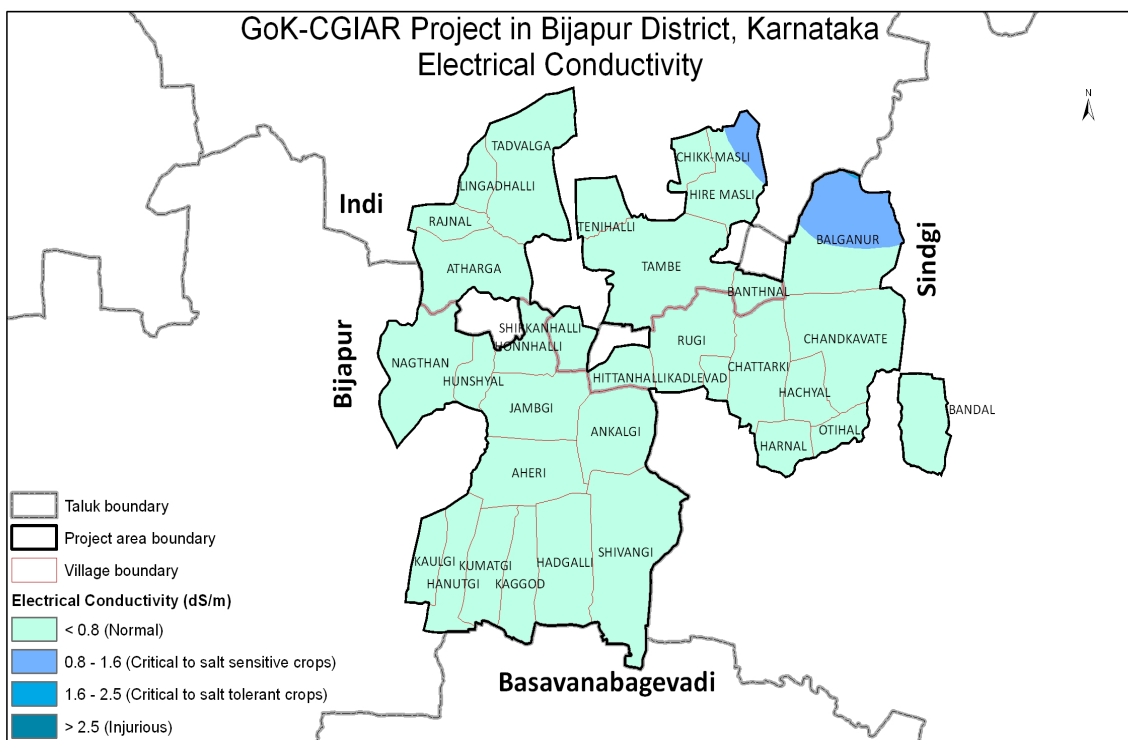 GoK-CGIAR Project in Bijapur District, Karnataka
Electrical Conductivity
N
TADVALGA
CHIKK-MASLI
LINGADHALLI
HIRE MASLI
Indi
RAJNAL
TENIHALLI
BALGANUR
Sindgi
ATHARGA
TAMBE
BANTHNAL
SHIRKANHALLI
HONNHALLI
RUGI
CHANDKAVATE
Bijapur
NAGTHAN
CHATTARKI
HUNSHYAL
HITTANHALLI
KADLEVAD
HACHYAL
JAMBGI
BANDAL
ANKALGI
OTIHAL
HARNAL
AHERI
SHIVANGI
KAULGI
KUMATGI
HADGALLI
HANUTGI
KAGGOD
Basavanabagevadi
Taluk boundary
Project area boundary
Village boundary
Electrical Conductivity (dS/m)
< 0.8 (Normal)
0.8 - 1.6 (Critical to salt sensitive crops)
1.6 - 2.5 (Critical to salt tolerant crops)
> 2.5 (Injurious)